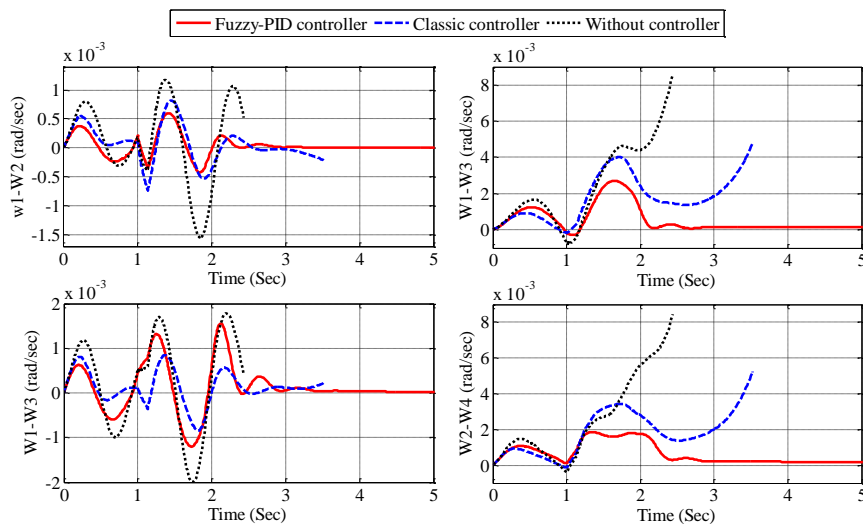 Fuzzy-PID controller Classic controller Without controller
x 10-3
1
0.5
0
-0.5
-1
-1.5
w1-W2 (rad/sec)
0 1 2 3 4 5
Time (Sec)
x 10-3
8
6
4
2
0
W1-W3 (rad/sec)
0 1 2 3 4 5
Time (Sec)
x 10-3
2
1
0
-1
-2
W1-W3 (rad/sec)
0 1 2 3 4 5
Time (Sec)
x 10-3
8
6
4
2
0
W2-W4 (rad/sec)
0 1 2 3 4 5
Time (Sec)